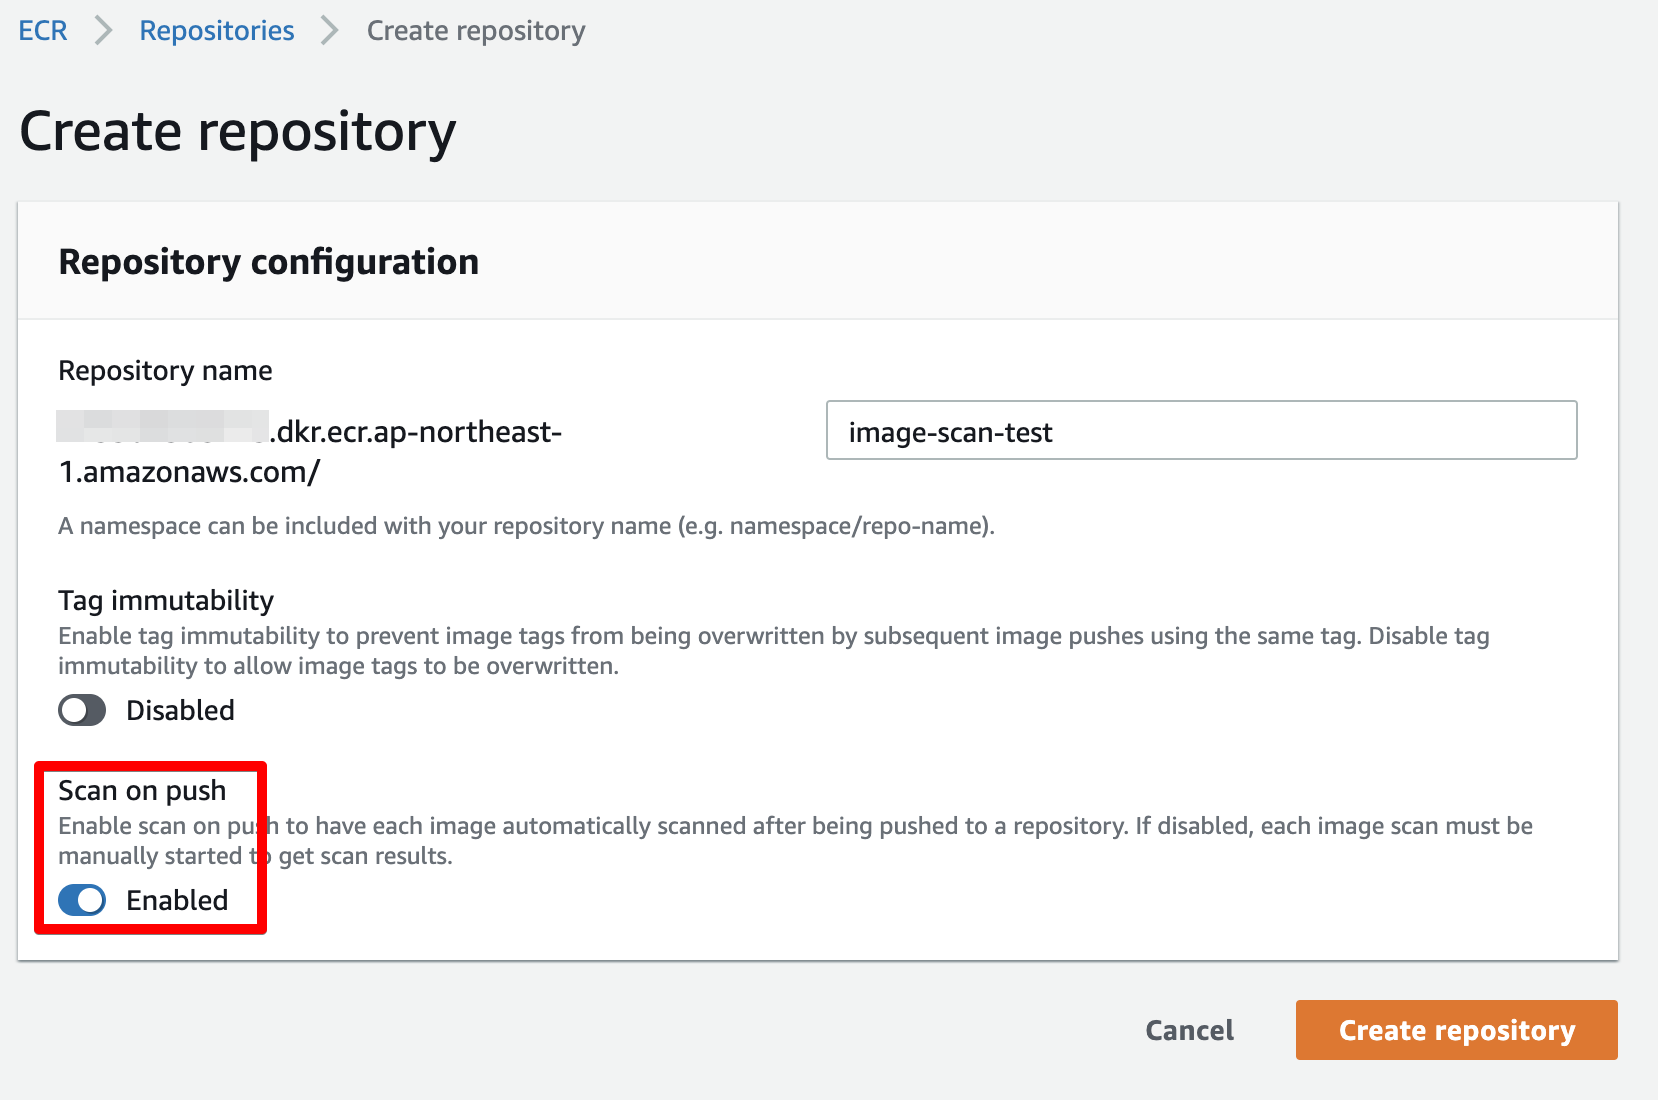 ECR > Repositories > Create repository
Create repository
Repository configuration
Repository name
.dkr.ecr.ap-northeast-
1.amazonaws.com/
image-scan-test
A namespace can be included with your repository name (e.g. namespace/repo-name).
Tag immutability
Enable tag immutability to prevent image tags from being overwritten by subsequent image pushes using the same tag. Disable tag
immutability to allow image tags to be overwritten.
Disabled
Scan on push
Enable scan on push to have each image automatically scanned after being pushed to a repository. If disabled, each image scan must be
manually started to get scan results.
Enabled
Cancel
Create repository